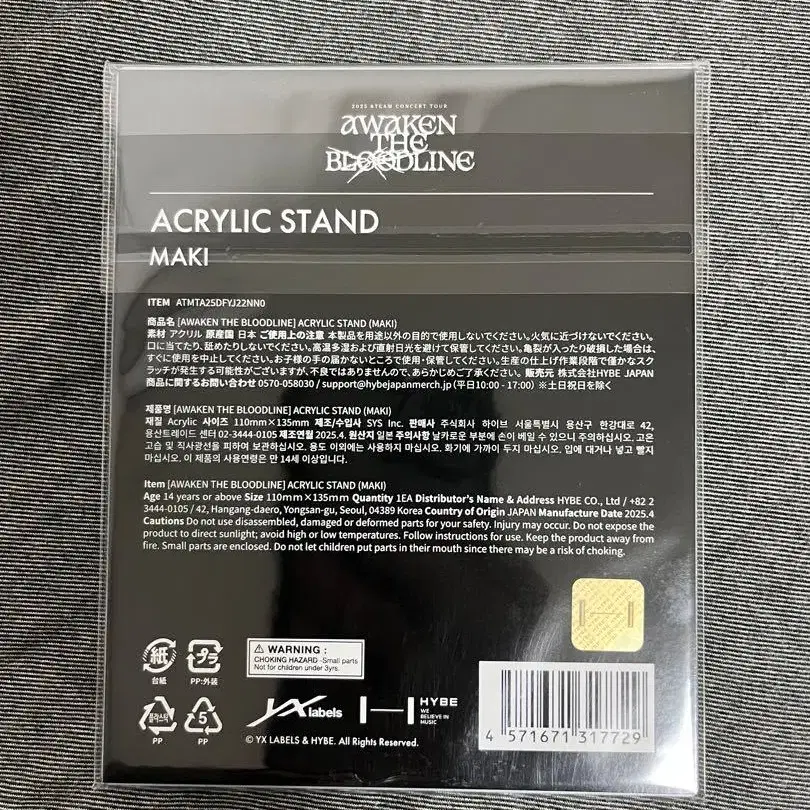 2025 &TEAM CONCERT TOUR
AWAKEN
THE
BLOODLINE
ACRYLIC STAND
MAKI
ITEM ATMTA25DFYJ22NN0
商品名 [AWAKEN THE BLOODLINE] ACRYLIC STAND (MAKI)
素材 アクリル 原産国 日本 ご使用上の注意 本製品を用途以外の目的で使用しないでください。火気に近づけないでください。
口に当てたり、舐めたりしないでください。高温多湿および直射日光を避けて保管してください。亀裂が入ったり破損した場合は、
すぐに使用を中止してください。お子様の手の届かないところで使用・保管してください。生産の仕上げ作業段階で僅かなスク
ラッチが発生する可能性がございますが、不良ではありませんので、あらかじめご了承ください。販売元 株式会社HYBE JAPAN
商品に関するお問い合わせ 0570-058030 / support@hybejapanmerch.jp (平日10:00 - 17:00) ※土日祝日を除く
제품명 [AWAKEN THE BLOODLINE] ACRYLIC STAND (MAKI)
재질 Acrylic 사이즈 110mm×135mm 제조/수입사 SYS Inc. 판매사 주식회사 하이브 서울특별시 용산구 한강대로 42,
용산트레이드 센터 02-3444-0105 제조연월 2025.4. 원산지 일본 주의사항 날카로운 부분에 손이 베일 수 있으니 주의하십시오. 고온
고습 및 직사광선을 피하여 보관하십시오. 용도 이외에는 사용하지 마십시오. 화기에 가까이 두지 마십시오. 입에 대거나 넣고 빨지
마십시오. 이 제품의 사용연령은 만 14세 이상입니다.
Item [AWAKEN THE BLOODLINE] ACRYLIC STAND (MAKI)
Age 14 years or above Size 110mm×135mm Quantity 1EA Distributor's Name & Address HYBE CO., Ltd / +82 2
3444-0105 / 42, Hangang-daero, Yongsan-gu, Seoul, 04389 Korea Country of Origin JAPAN Manufacture Date 2025.4
Cautions Do not use disassembled, damaged or deformed parts for your safety. Injury may occur. Do not expose the
product to direct sunlight; avoid high or low temperatures. Follow instructions for use. Keep the product away from
fire. Small parts are enclosed. Do not let children put parts in their mouth since there may be a risk of choking.
紙
台紙
プラ
PP:外装
WARNING :
CHOKING HAZARD -Small parts
Not for children under 3yrs.
플라스틱
PP
5
PP
YX labels
HYBE
WE
BELIEVE IN
MUSIC
© YX LABELS & HYBE. All Rights Reserved.
4 571671 317729